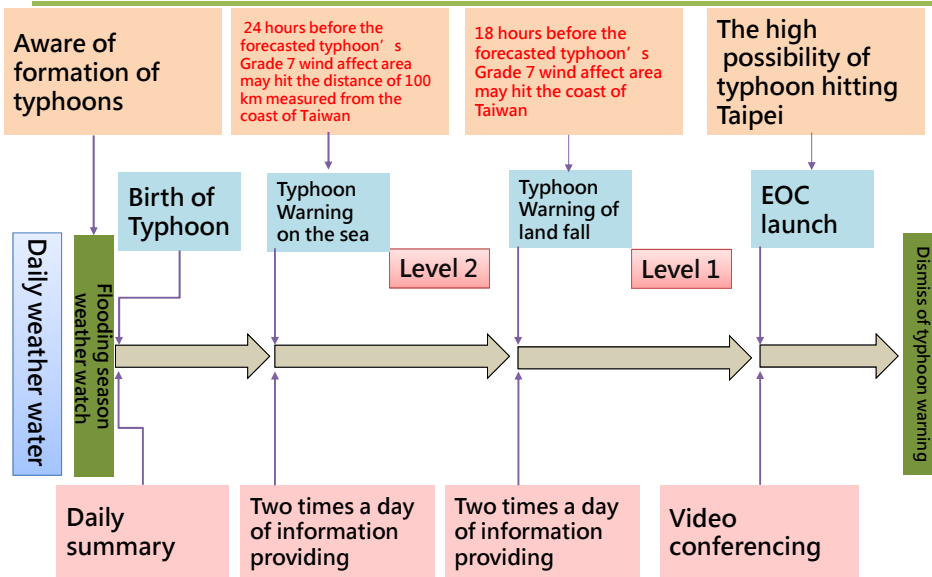 Aware of
formation of
typhoons
24 hours before the
forecasted typhoon’s
Grade 7 wind affect area
may hit the distance of 100
km measured from the
coast of Taiwan
18 hours before the
forecasted typhoon’s
Grade 7 wind affect area
may hit the coast of
Taiwan
The high
possibility of
typhoon hitting
Taipei
Birth of
Typhoon
Typhoon
Warning
on the sea
Typhoon
Warning of
land fall
EOC
launch
Level 2
Level 1
Daily weather water
Flooding season
weather watch
Dismiss of typhoon warning
Daily
summary
Two times a day
of information
providing
Two times a day
of information
providing
Video
conferencing